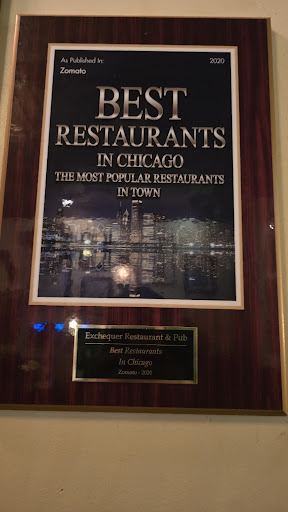 As Published In:
Zomato
2020
BEST
RESTAURANTS
IN CHICAGO
THE MOST POPULAR RESTAURANTS
IN TOWN
Exchequer Restaurant & Pub
Best Restaurants
In Chicago
Zomato - 2020